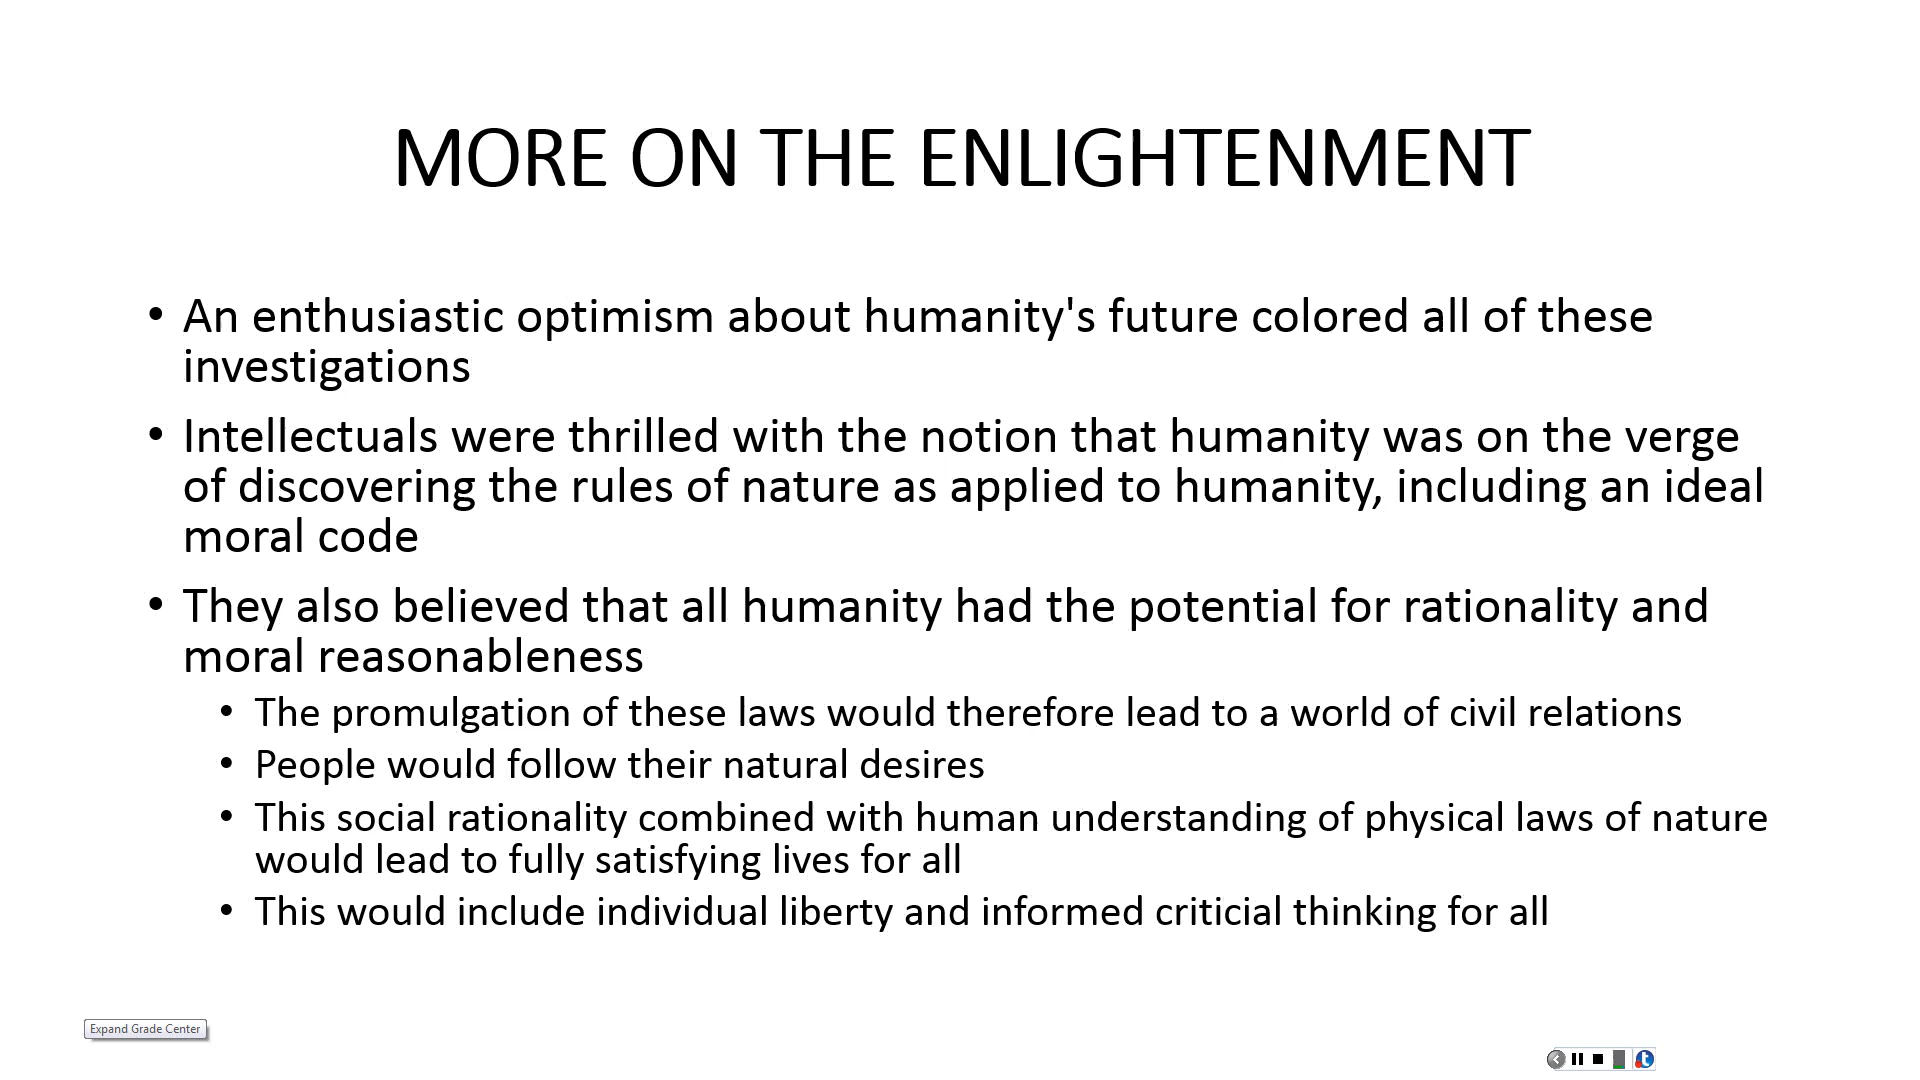 MORE ON THE ENLIGHTENMENT
• An enthusiastic optimism about humanity's future colored all of these
investigations
• Intellectuals were thrilled with the notion that humanity was on the verge
of discovering the rules of nature as applied to humanity, including an ideal
moral code
• They also believed that all humanity had the potential for rationality and
moral reasonableness
• The promulgation of these laws would therefore lead to a world of civil relations
• People would follow their natural desires
• This social rationality combined with human understanding of physical laws of nature
would lead to fully satisfying lives for all
• This would include individual liberty and informed criticial thinking for all
Expand Grade Center
t